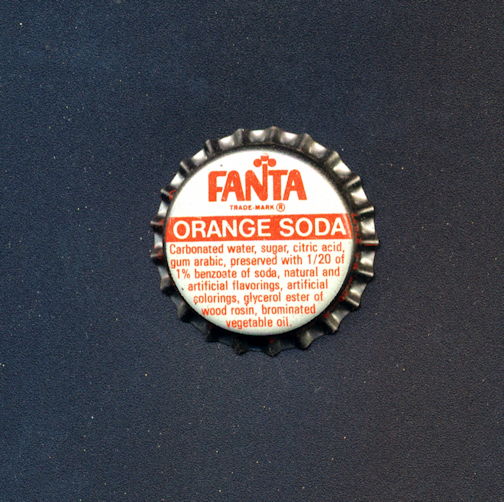 FANTA
TRADE-MARK ®
ORANGE SODA
Carbonated water, sugar, citric acid,
gum arabic, preserved with 1/20 of
1% benzoate of soda, natural and
artificial flavorings, artificial
colorings, glycerol ester of
wood rosin, brominated
vegetable oil.